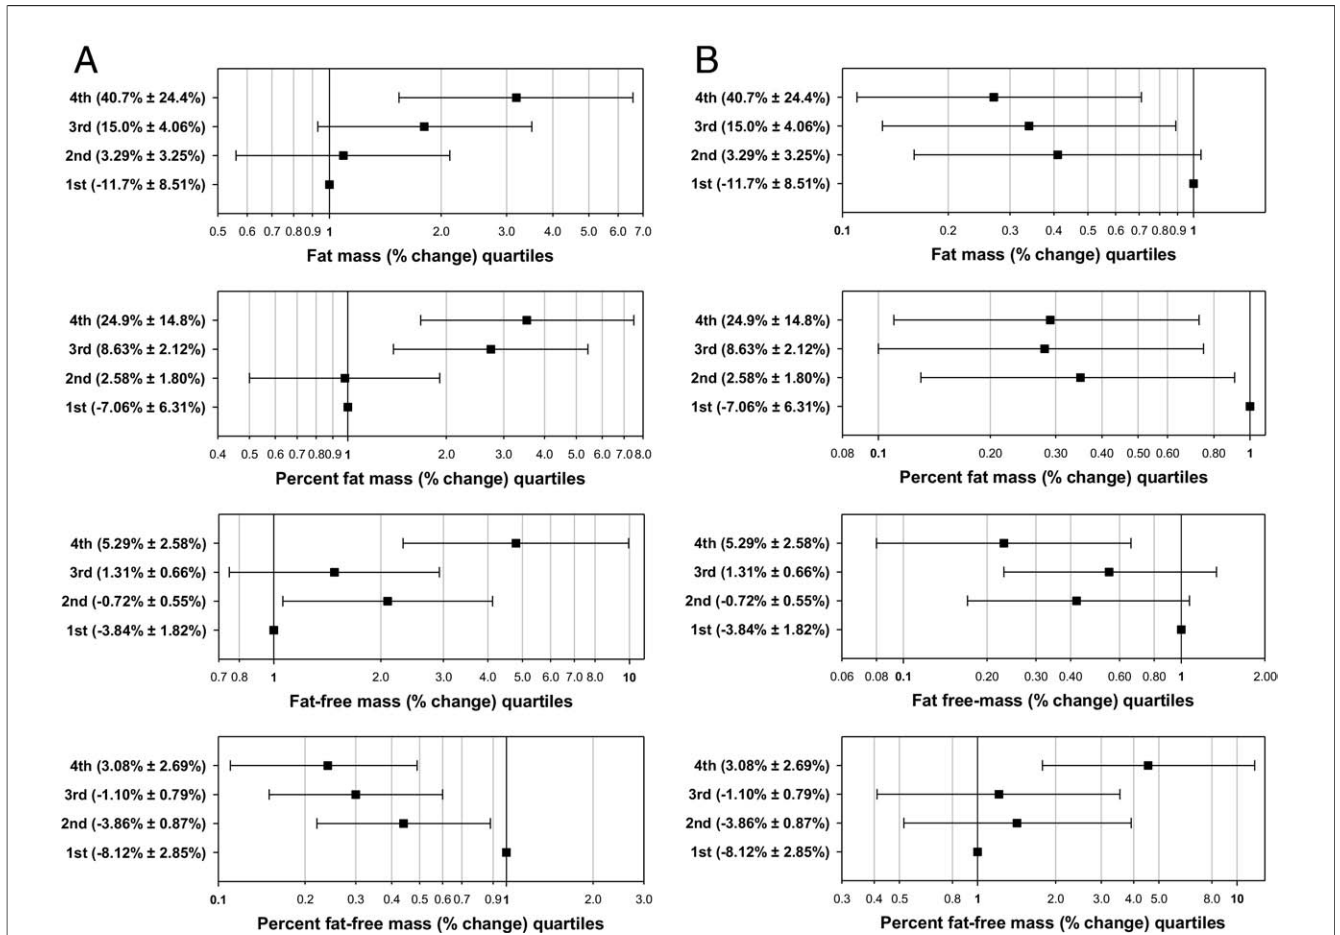 A
4th (40.7% ± 24.4%)
3rd (15.0% ± 4.06%)
2nd (3.29% ± 3.25%)
1st (-11.7% ± 8.51%)
0.5 0.6 0.7 0.8 0.9 1 2.0 3.0 4.0 5.0 6.0 7.0
Fat mass (% change) quartiles
4th (24.9% ± 14.8%)
3rd (8.63% ± 2.12%)
2nd (2.58% ± 1.80%)
1st (-7.06% ± 6.31%)
0.4 0.5 0.6 0.7 0.8 0.9 1 2.0 3.0 4.0 5.0 6.0 7.0 8.0
Percent fat mass (% change) quartiles
4th (5.29% ± 2.58%)
3rd (1.31% ± 0.66%)
2nd (-0.72% ± 0.55%)
1st (-3.84% ± 1.82%)
0.7 0.8 1 2.0 3.0 4.0 5.0 6.0 7.0 8.0 10
Fat-free mass (% change) quartiles
4th (3.08% ± 2.69%)
3rd (-1.10% ± 0.79%)
2nd (-3.86% ± 0.87%)
1st (-8.12% ± 2.85%)
0.1 0.2 0.3 0.4 0.5 0.6 0.7 0.9 1 2.0 3.0
Percent fat-free mass (% change) quartiles
B
4th (40.7% ± 24.4%)
3rd (15.0% ± 4.06%)
2nd (3.29% ± 3.25%)
1st (-11.7% ± 8.51%)
0.1 0.2 0.3 0.4 0.5 0.6 0.7 0.8 0.9 1
Fat mass (% change) quartiles
4th (24.9% ± 14.8%)
3rd (8.63% ± 2.12%)
2nd (2.58% ± 1.80%)
1st (-7.06% ± 6.31%)
0.08 0.1 0.20 0.30 0.40 0.50 0.60 0.80 1
Percent fat mass (% change) quartiles
4th (5.29% ± 2.58%)
3rd (1.31% ± 0.66%)
2nd (-0.72% ± 0.55%)
1st (-3.84% ± 1.82%)
0.06 0.08 0.1 0.20 0.30 0.40 0.60 0.80 1 2.00
Fat free-mass (% change) quartiles
4th (3.08% ± 2.69%)
3rd (-1.10% ± 0.79%)
2nd (-3.86% ± 0.87%)
1st (-8.12% ± 2.85%)
0.3 0.4 0.5 1 2.0 3.0 4.0 5.0 8.0 10
Percent fat-free mass (% change) quartiles